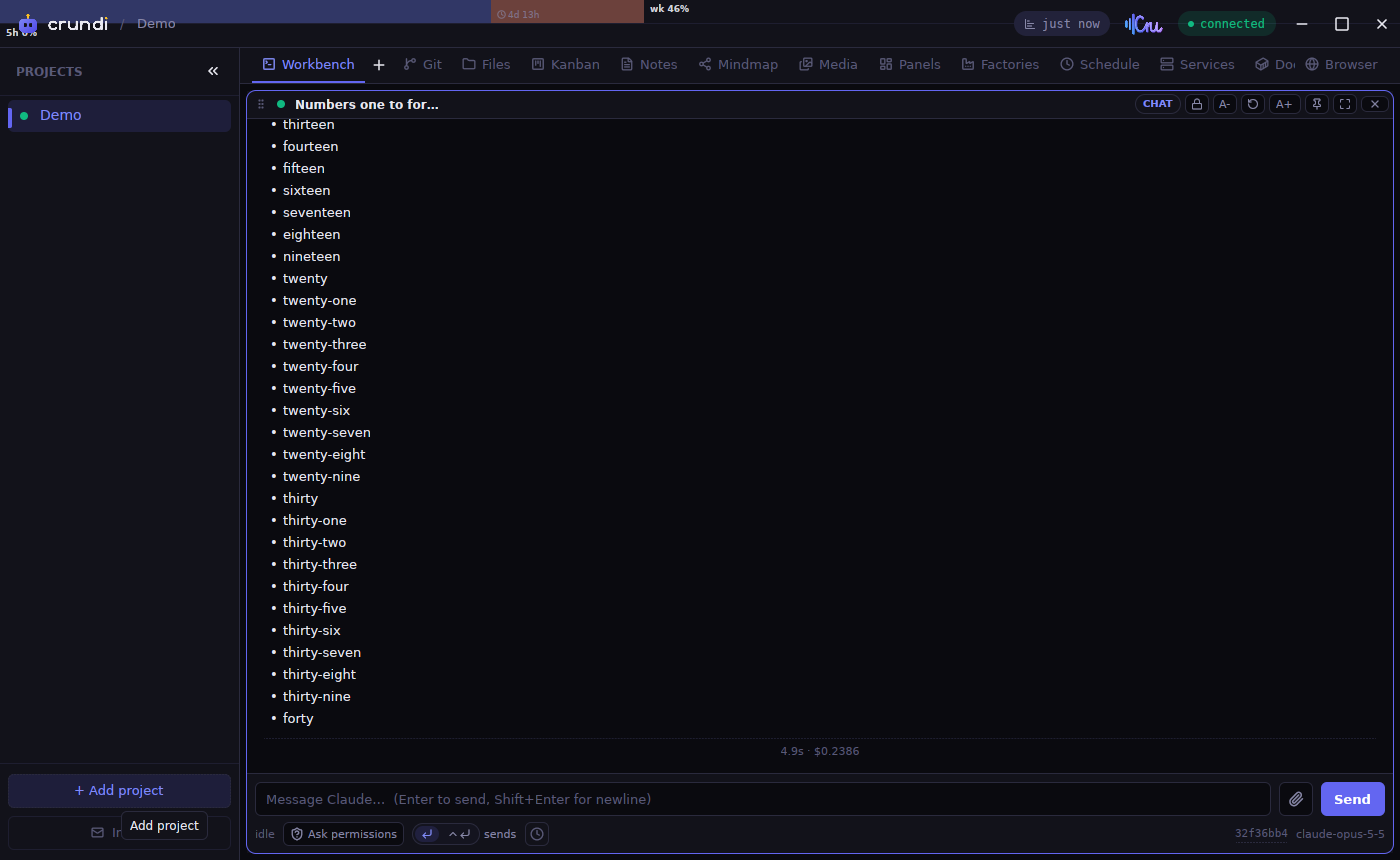 4d 13h
wk 46%
crundi / Demo
just now
Cru
connected
PROJECTS
Workbench
Git
Files
Kanban
Notes
Mindmap
Media
Panels
Factories
Schedule
Services
Browser
Demo
Numbers one to for...
CHAT
A-
A+
• thirteen
• fourteen
• fifteen
• sixteen
• seventeen
• eighteen
• nineteen
• twenty
• twenty-one
• twenty-two
• twenty-three
• twenty-four
• twenty-five
• twenty-six
• twenty-seven
• twenty-eight
• twenty-nine
• thirty
• thirty-one
• thirty-two
• thirty-three
• thirty-four
• thirty-five
• thirty-six
• thirty-seven
• thirty-eight
• thirty-nine
• forty
4.9s · $0.2386
+ Add project
Add project
Message Claude... (Enter to send, Shift+Enter for newline)
Send
idle
Ask permissions
sends
32f36bb4
claude-opus-5-5